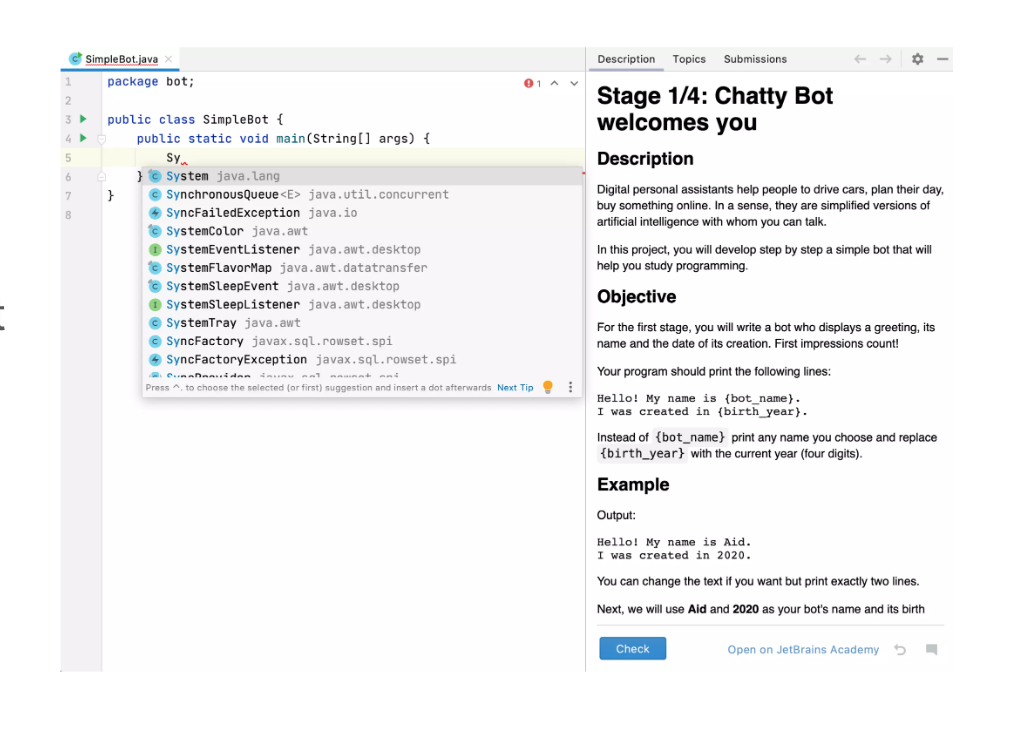 SimpleBot.java
1 package bot;
1
2
3 public class SimpleBot {
4 public static void main(String[] args) {
5 Sy
6 }
7 }
8
System java.lang
SynchronousQueue<E> java.util.concurrent
SyncFailedException java.io
SystemColor java.awt
SystemEventListener java.awt.desktop
SystemFlavorMap java.awt.datatransfer
SystemSleepEvent java.awt.desktop
SystemSleepListener java.awt.desktop
SystemTray java.awt
SyncFactory javax.sql.rowset.spi
SyncFactoryException javax.sql.rowset.spi
Press ^. to choose the selected (or first) suggestion and insert a dot afterwards Next Tip
Description Topics Submissions
Stage 1/4: Chatty Bot
welcomes you
Description
Digital personal assistants help people to drive cars, plan their day,
buy something online. In a sense, they are simplified versions of
artificial intelligence with whom you can talk.
In this project, you will develop step by step a simple bot that will
help you study programming.
Objective
For the first stage, you will write a bot who displays a greeting, its
name and the date of its creation. First impressions count!
Your program should print the following lines:
Hello! My name is {bot_name}.
I was created in {birth_year}.
Instead of {bot_name} print any name you choose and replace
{birth_year} with the current year (four digits).
Example
Output:
Hello! My name is Aid.
I was created in 2020.
You can change the text if you want but print exactly two lines.
Next, we will use Aid and 2020 as your bot's name and its birth
Check
Open on JetBrains Academy